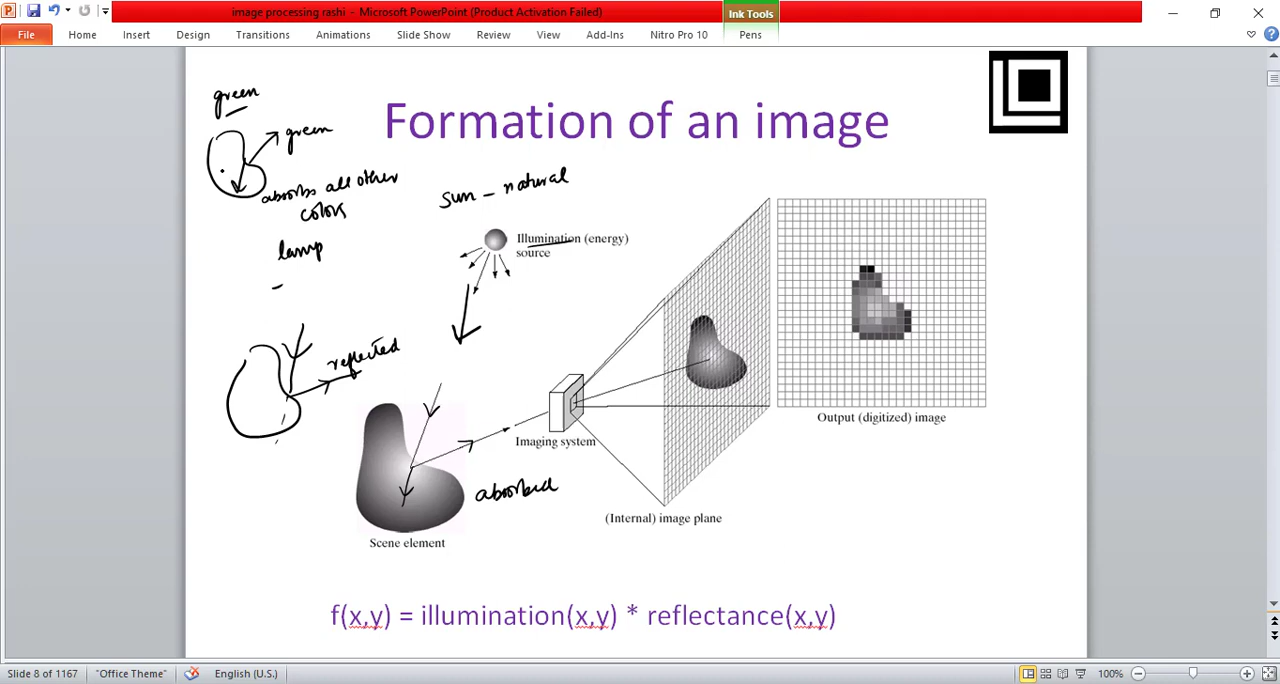 image processing rashi - Microsoft PowerPoint (Product Activation Failed)
Ink Tools
File Home Insert Design Transitions Animations Slide Show Review View Add-Ins Nitro Pro 10 Pens
green
Formation of an image
green
absorbs all other
colors
sun - natural
lamp
-
Illumination (energy)
source
reflected
Output (digitized) image
Imaging system
absorbed
(Internal) image plane
Scene element
f(x,y) = illumination(x,y) * reflectance(x,y)
Slide 8 of 1167 "Office Theme" English (U.S.) 100%